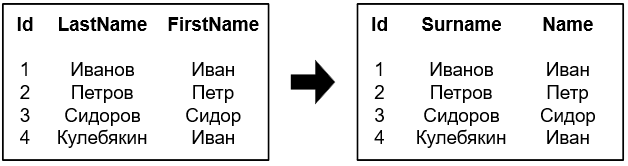 Id LastName FirstName
1 Иванов Иван
2 Петров Петр
3 Сидоров Сидор
4 Кулебякин Иван
Id Surname Name
1 Иванов Иван
2 Петров Петр
3 Сидоров Сидор
4 Кулебякин Иван